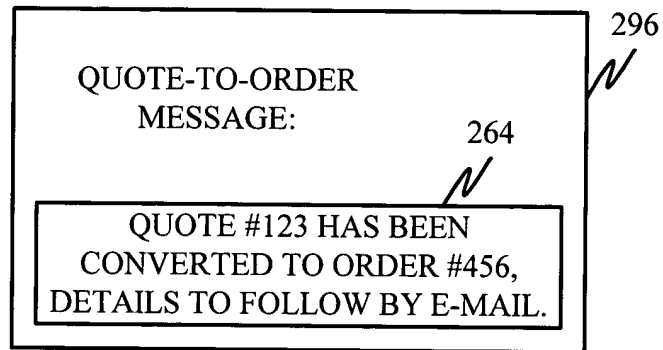 296
QUOTE-TO-ORDER
MESSAGE:
264
QUOTE #123 HAS BEEN
CONVERTED TO ORDER #456,
DETAILS TO FOLLOW BY E-MAIL.